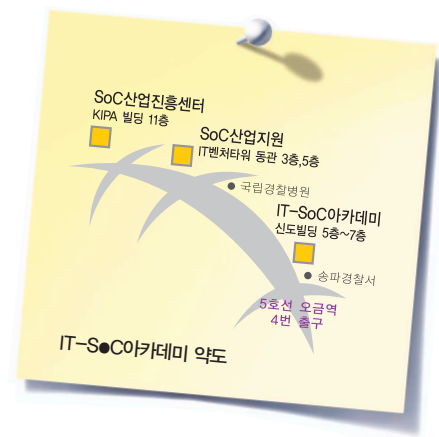 SoC산업진흥센터
KIPA 빌딩 11층
SoC산업지원
IT벤처타워 동관 3층,5층
국립경찰병원
IT-SoC아카데미
신도빌딩 5층~7층
송파경찰서
5호선 오금역
4번 출구
IT-S●C아카데미 약도